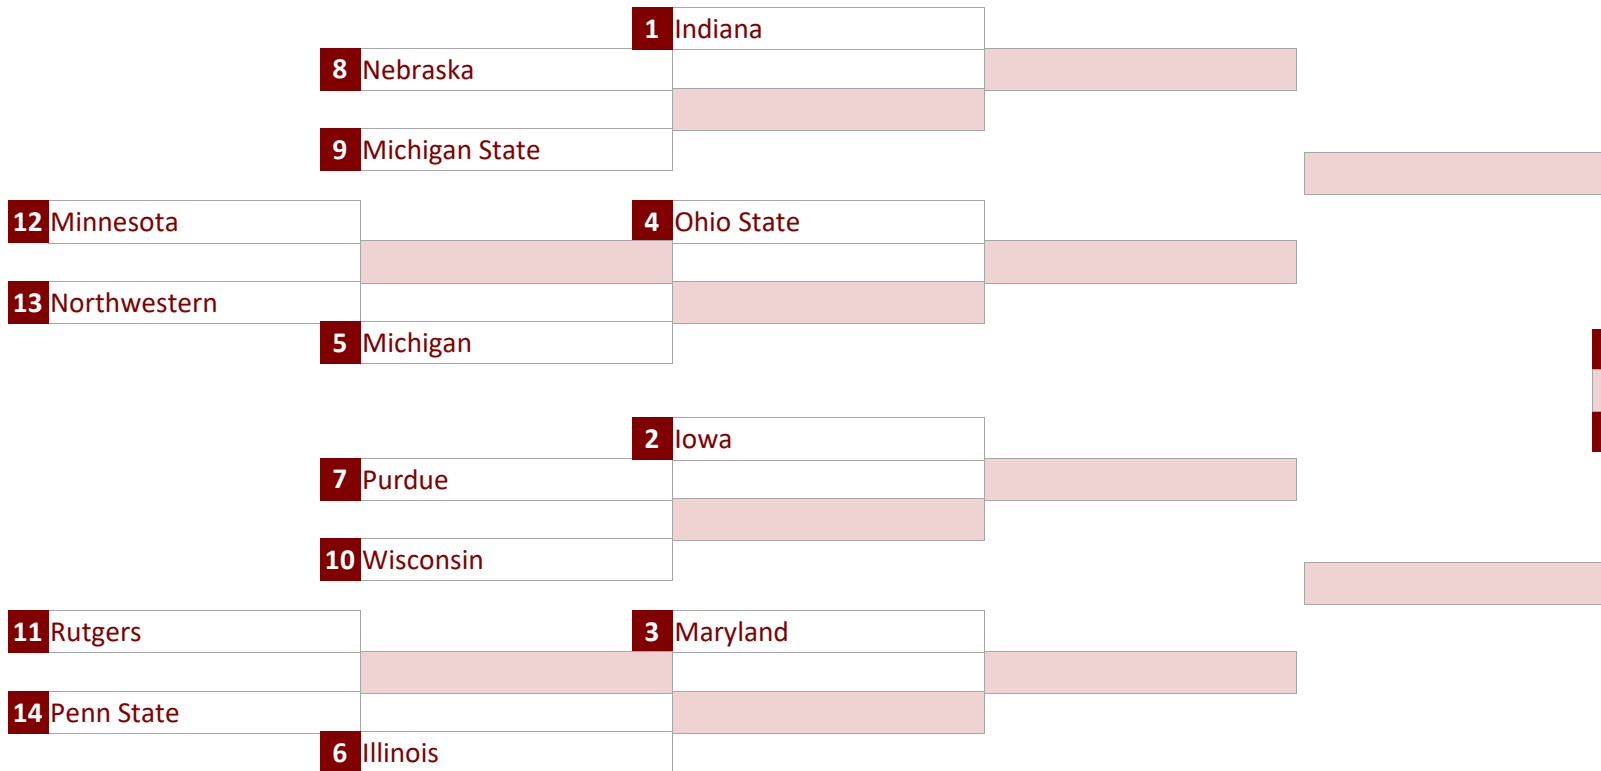 1 Indiana
8 Nebraska
9 Michigan State
12 Minnesota
4 Ohio State
13 Northwestern
5 Michigan
2 Iowa
7 Purdue
10 Wisconsin
11 Rutgers
3 Maryland
14 Penn State
6 Illinois